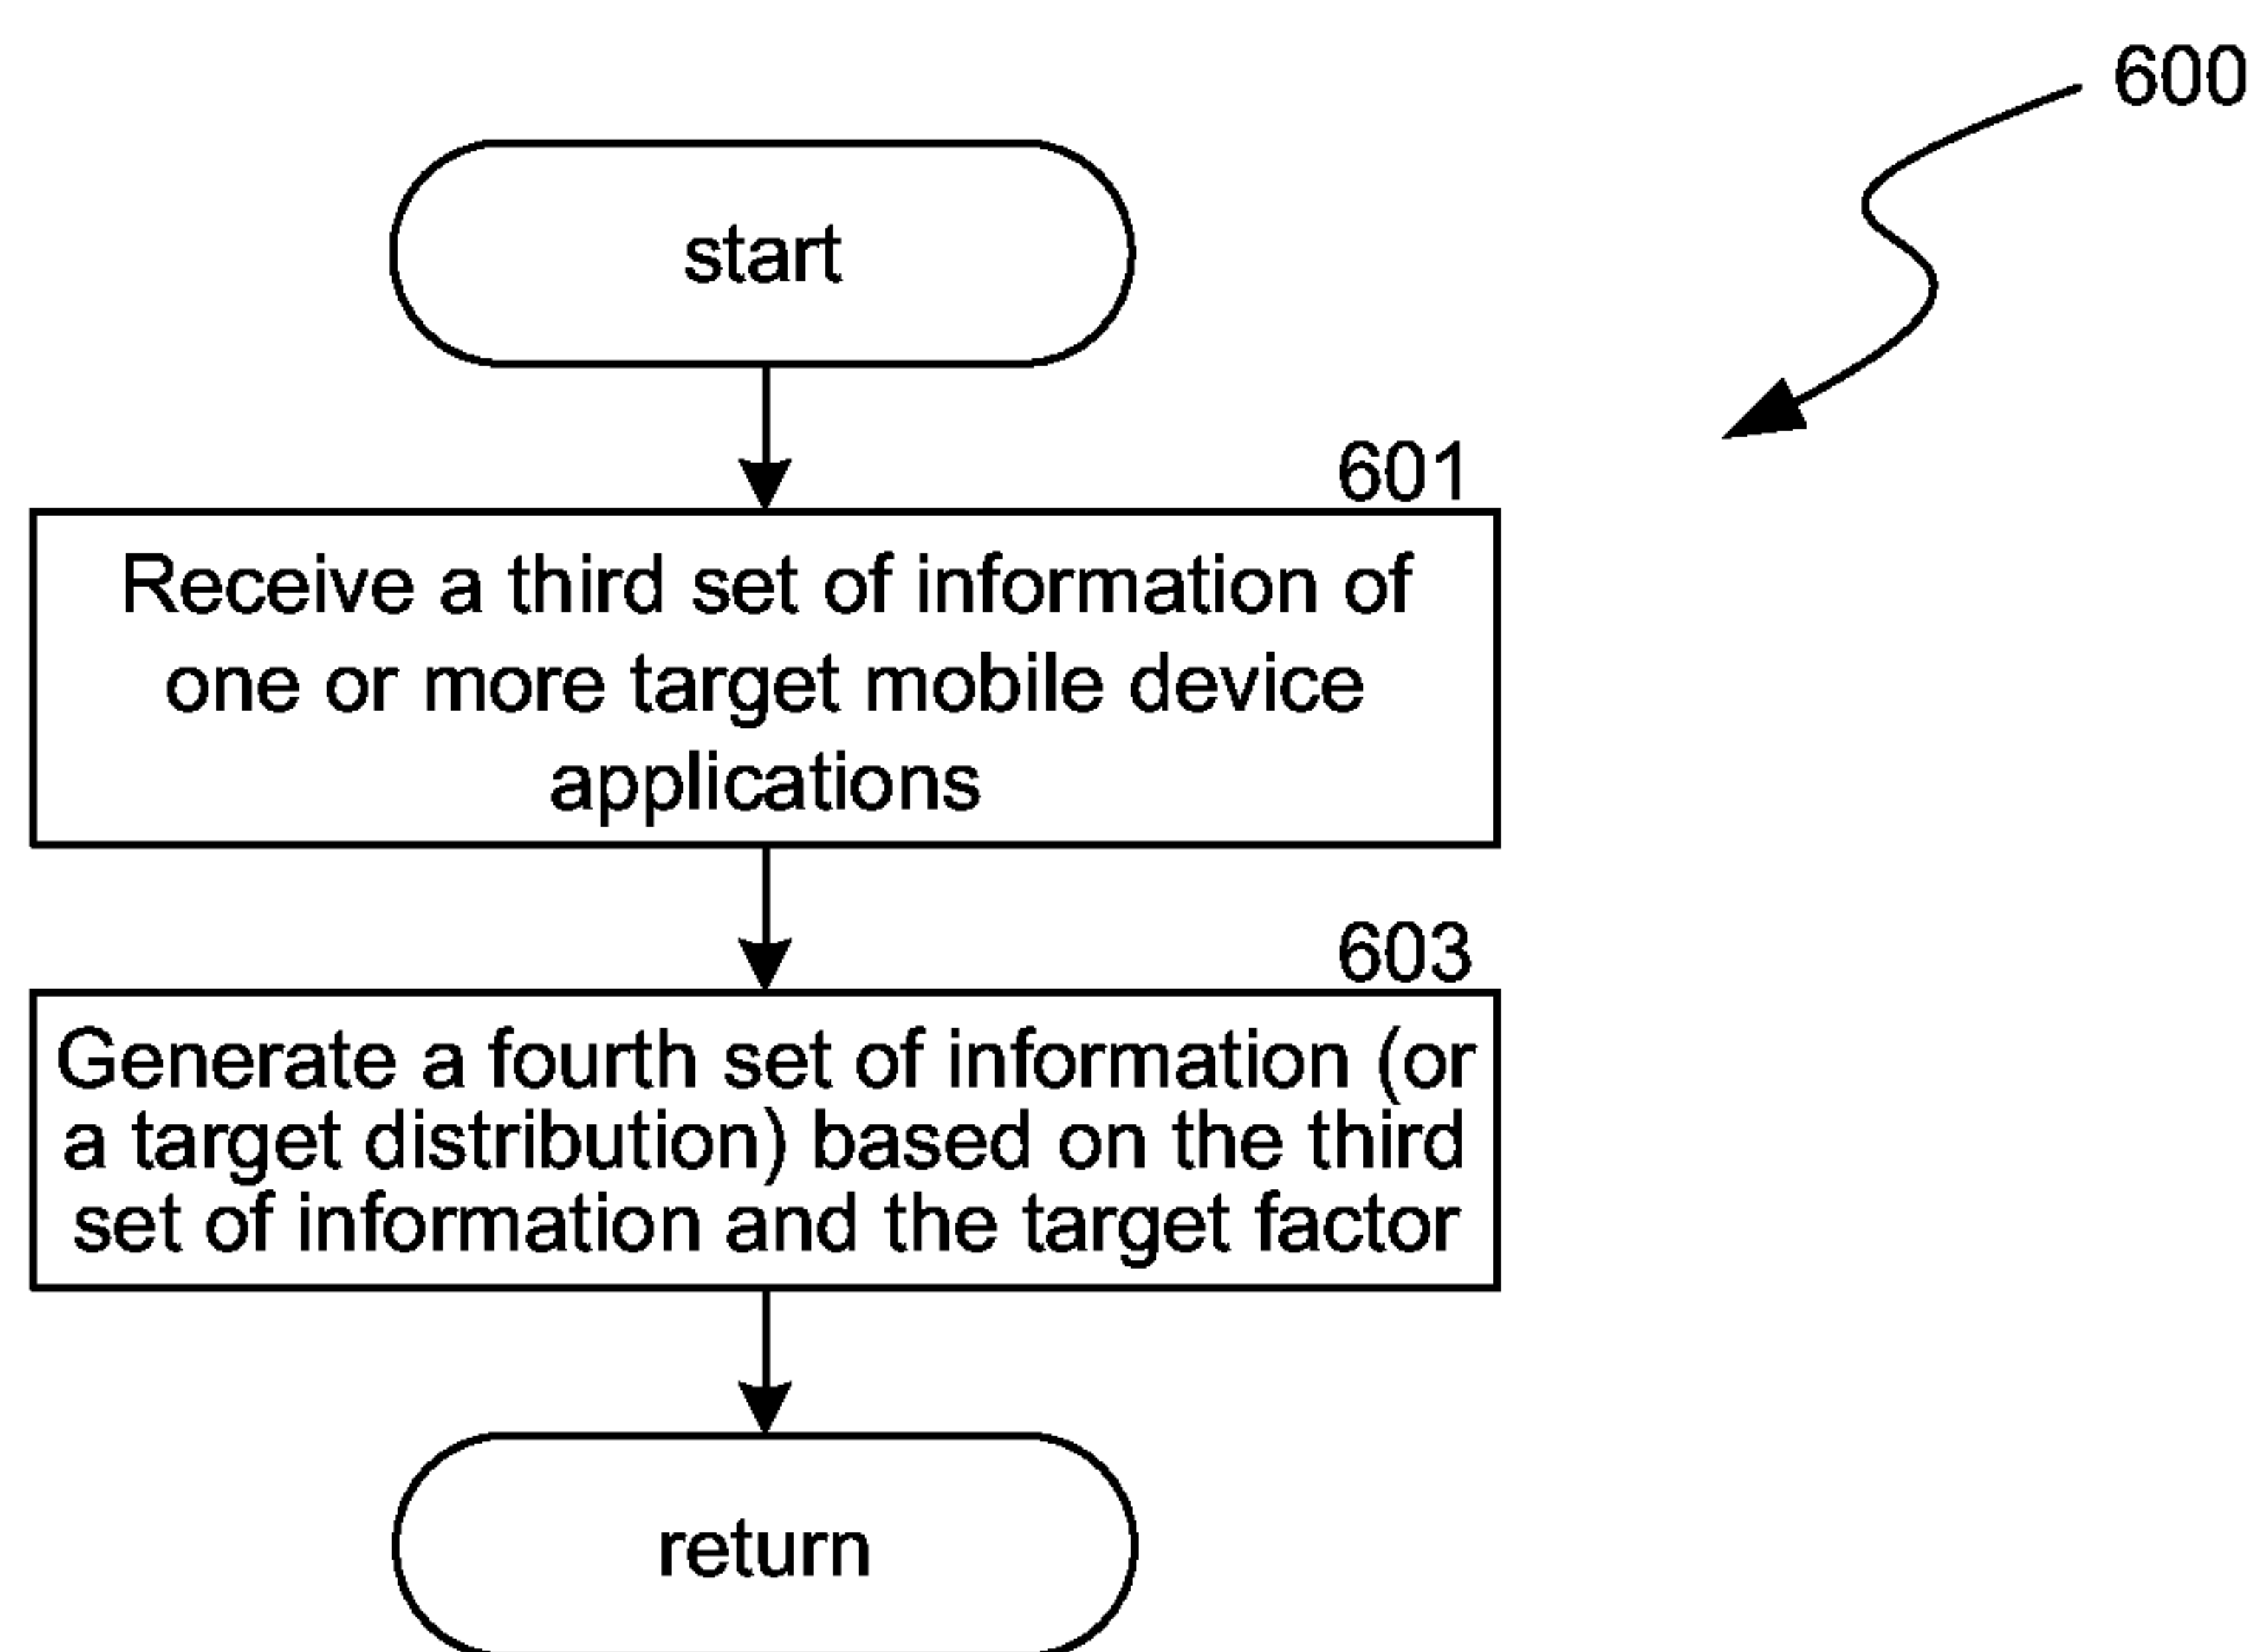 600
start
601
Receive a third set of information of
one or more target mobile device
applications
603
Generate a fourth set of information (or
a target distribution) based on the third
set of information and the target factor
return